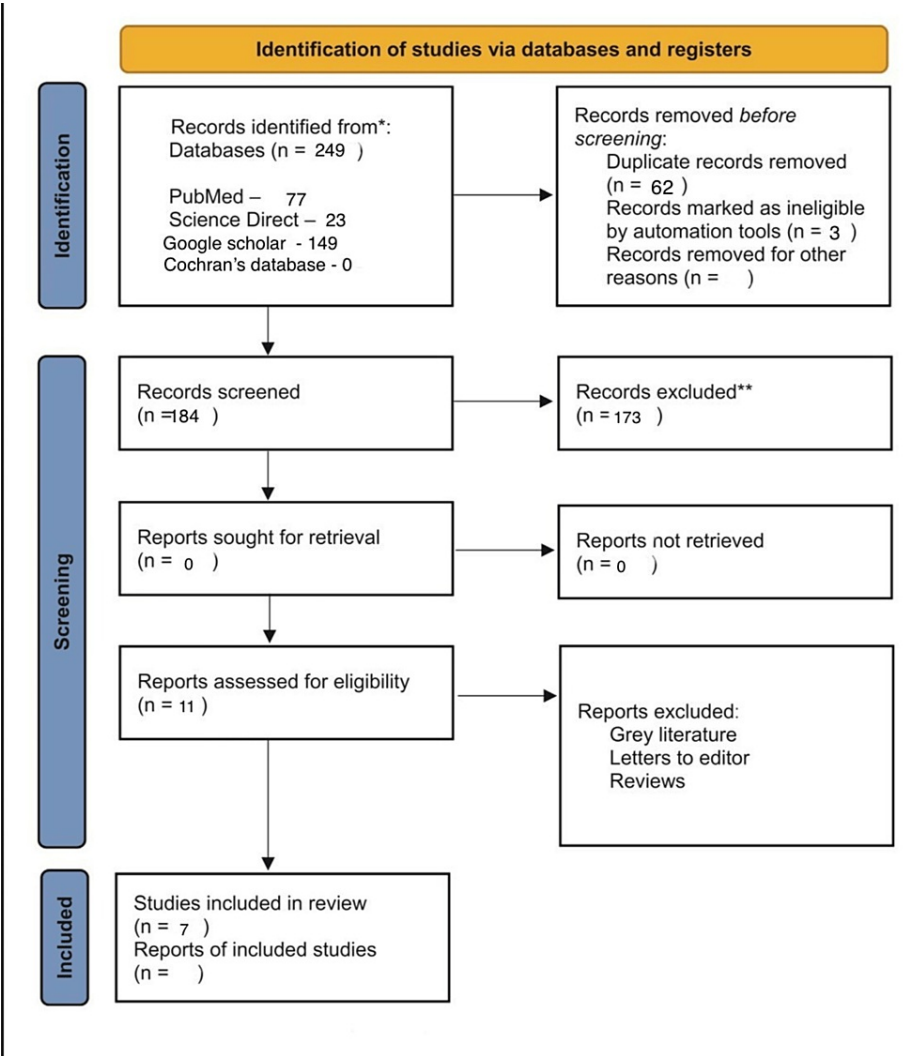 Identification of studies via databases and registers
Identification
Records identified from*:
Databases (n = 249 )
PubMed – 77
Science Direct – 23
Google scholar - 149
Cochran's database - 0
Records removed before
screening:
Duplicate records removed
(n = 62 )
Records marked as ineligible
by automation tools (n = 3 )
Records removed for other
reasons (n = )
Screening
Records screened
(n =184 )
Records excluded**
(n = 173 )
Reports sought for retrieval
(n = 0 )
Reports not retrieved
(n = 0 )
Reports assessed for eligibility
(n = 11 )
Reports excluded:
Grey literature
Letters to editor
Reviews
Included
Studies included in review
(n = 7 )
Reports of included studies
(n = )